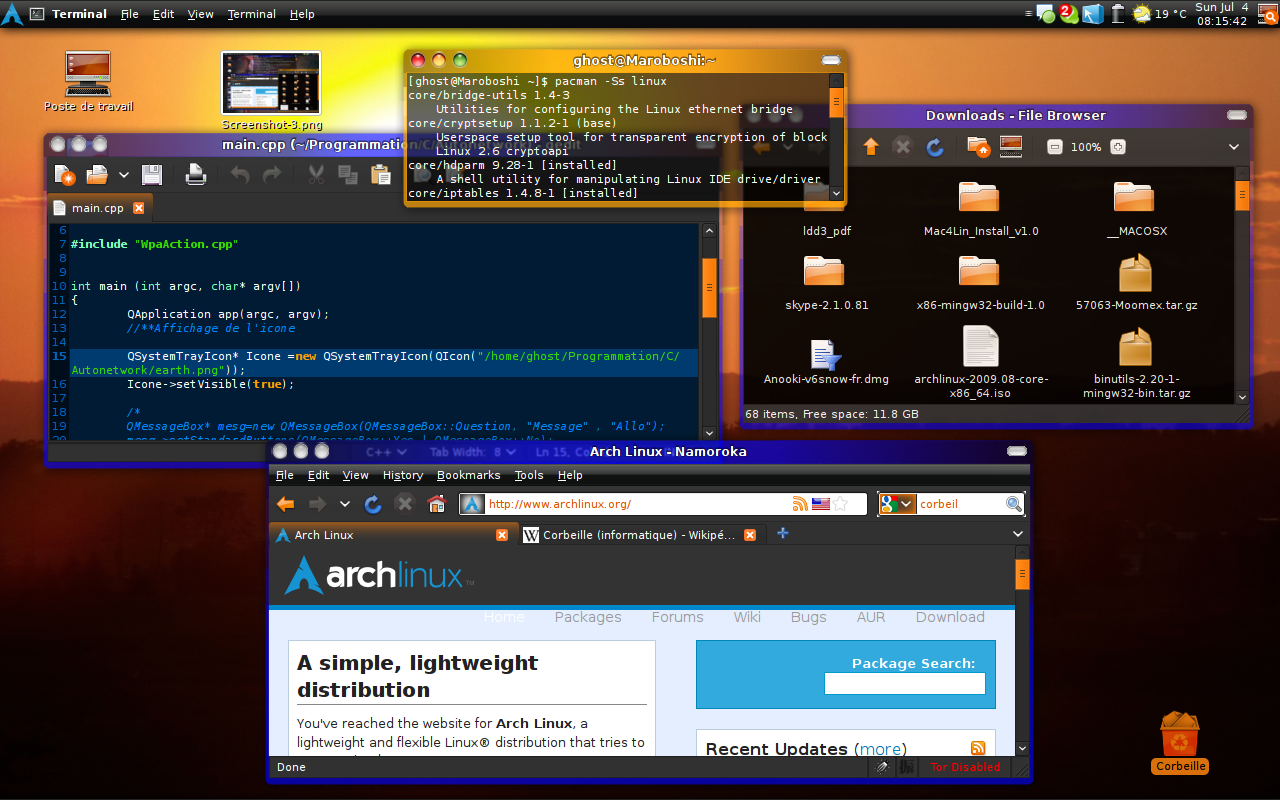 Terminal File Edit View Terminal Help
2 19 °C Sun Jul 4
08:15:42
Poste de travail
Screenshot-3.png
ghost@Maroboshi:~
[ghost@Maroboshi ~]$ pacman -Ss linux
core/bridge-utils 1.4-3
Utilities for configuring the Linux ethernet bridge
core/cryptsetup 1.1.2-1 (base)
Userspace setup tool for transparent encryption of block
Linux 2.6 cryptoapi
core/hdparm 9.28-1 [installed]
A shell utility for manipulating Linux IDE drive/driver
core/iptables 1.4.8-1 [installed]
main.cpp (~/Programmation/C/Autonetwork) - gedit
main.cpp
6
7 #include "WpaAction.cpp"
8
9
10 int main (int argc, char* argv[])
11 {
12 QApplication app(argc, argv);
13 //**Affichage de l'icone
14
15 QSystemTrayIcon* Icone =new QSystemTrayIcon(QIcon("/home/ghost/Programmation/C/
Autonetwork/earth.png"));
16 Icone->setVisible(true);
17
18 /*
19 QMessageBox* mesg=new QMessageBox(QMessageBox::Question, "Message" , "Allo");
20 mesg->setStandardButtons(QMessageBox::Yes | QMessageBox::No);
C++ Tab Width: 8 Ln 15, Co
Downloads - File Browser
100%
ldd3_pdf
Mac4Lin_Install_v1.0
__MACOSX
skype-2.1.0.81
x86-mingw32-build-1.0
57063-Moomex.tar.gz
Anooki-v6snow-fr.dmg
archlinux-2009.08-core-
x86_64.iso
binutils-2.20-1-
mingw32-bin.tar.gz
68 items, Free space: 11.8 GB
Arch Linux - Namoroka
File Edit View History Bookmarks Tools Help
http://www.archlinux.org/
corbeil
Arch Linux
Corbeille (informatique) - Wikipé...
archlinux™
Home Packages Forums Wiki Bugs AUR Download
A simple, lightweight
distribution
You've reached the website for Arch Linux, a
lightweight and flexible Linux® distribution that tries to
Package Search:
Recent Updates (more)
Done
Tor Disabled
Corbeille